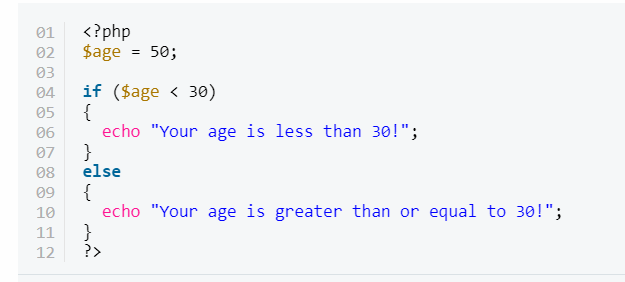 01 <?php
02 $age = 50;
03
04 if ($age < 30)
05 {
06   echo "Your age is less than 30!";
07 }
08 else
09 {
10   echo "Your age is greater than or equal to 30!";
11 }
12 ?>